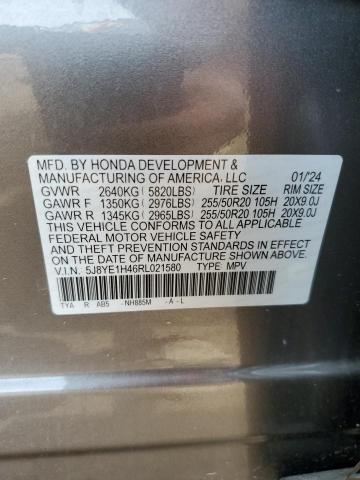 MFD. BY HONDA DEVELOPMENT &
MANUFACTURING OF AMERICA, LLC 01/'24
GVWR 2640KG (5820LBS) TIRE SIZE RIM SIZE
GAWR F 1350KG (2976LBS) 255/50R20 105H 20X9.0J
GAWR R 1345KG (2965LBS) 255/50R20 105H 20X9.0J
THIS VEHICLE CONFORMS TO ALL APPLICABLE
FEDERAL MOTOR VEHICLE SAFETY
AND THEFT PREVENTION STANDARDS IN
EFFECT ON THE DATE OF MANUFACTURE
SHOWN ABOVE.
V.I.N. 5J8YE1H46RL021580 TYPE: MPV
TYA R AB5 -NH885M -A -L